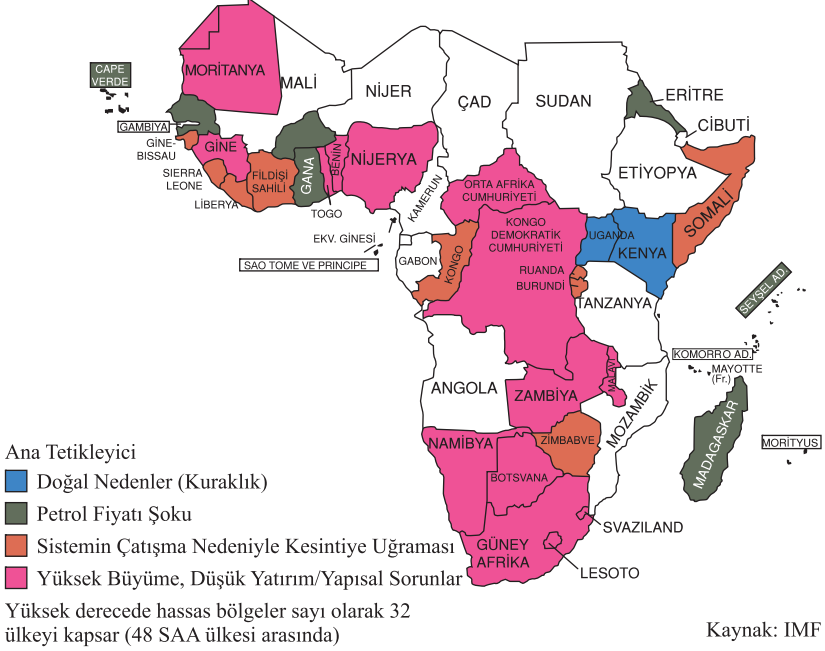 CAPE
VERDE
MORİTANYA
MALİ
NİJER
ÇAD
SUDAN
ERİTRE
CİBUTİ
GAMBIYA
GİNE-
BISSAU
GİNE
SIERRA
LEONE
LİBERYA
FİLDİŞİ
SAHİLİ
GANA
TOGO
BENİN
NİJERYA
KAMERUN
ORTA AFRIKA
CUMHURİYETİ
ETİYOPYA
SOMALİ
EKV. GİNESİ
SAO TOME VE PRINCIPE
GABON
KONGO
KONGO
DEMOKRATİK
CUMHURİYETİ
UGANDA
KENYA
RUANDA
BURUNDİ
TANZANYA
SEYŞEL AD.
KOMORRO AD.
MAYOTTE
(Fr.)
ANGOLA
ZAMBİYA
MALAVİ
MOZAMBİK
MADAGASKAR
MORİTYUS
NAMİBYA
ZİMBABVE
BOTSVANA
GÜNEY
AFRİKA
SVAZILAND
LESOTO
Ana Tetikleyici
Doğal Nedenler (Kuraklık)
Petrol Fiyatı Şoku
Sistemin Çatışma Nedeniyle Kesintiye Uğraması
Yüksek Büyüme, Düşük Yatırım/Yapısal Sorunlar
Yüksek derecede hassas bölgeler sayı olarak 32
ülkeyi kapsar (48 SAA ülkesi arasında)
Kaynak: IMF